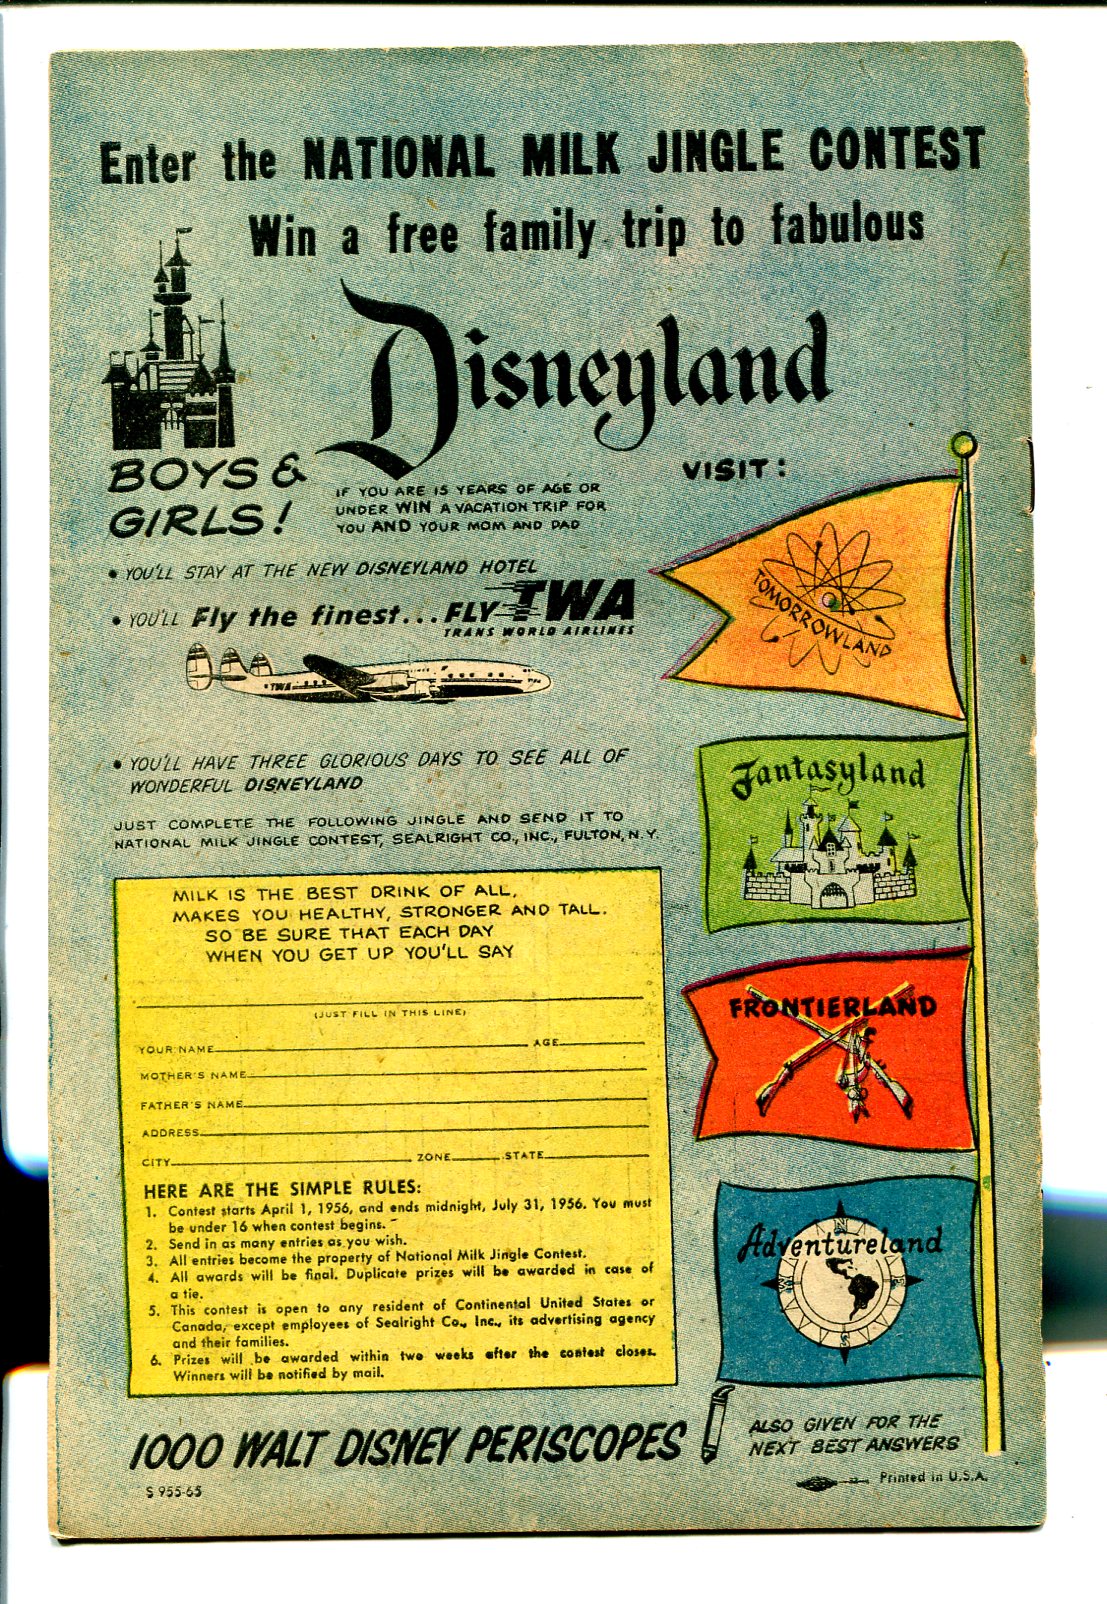 Enter the NATIONAL MILK JINGLE CONTEST
Win a free family trip to fabulous
Disneyland
BOYS &
GIRLS!
IF YOU ARE 15 YEARS OF AGE OR
UNDER WIN A VACATION TRIP FOR
YOU AND YOUR MOM AND DAD
VISIT:
• YOU'LL STAY AT THE NEW DISNEYLAND HOTEL
• YOU'LL Fly the finest... FLY TWA
TRANS WORLD AIRLINES
TWA
• YOU'LL HAVE THREE GLORIOUS DAYS TO SEE ALL OF
WONDERFUL DISNEYLAND
JUST COMPLETE THE FOLLOWING JINGLE AND SEND IT TO
NATIONAL MILK JINGLE CONTEST, SEALRIGHT CO., INC., FULTON, N.Y.
MILK IS THE BEST DRINK OF ALL,
MAKES YOU HEALTHY, STRONGER AND TALL.
SO BE SURE THAT EACH DAY
WHEN YOU GET UP YOU'LL SAY
(JUST FILL IN THIS LINE)
YOUR NAME AGE
MOTHER'S NAME
FATHER'S NAME
ADDRESS
CITY ZONE STATE
HERE ARE THE SIMPLE RULES:
1. Contest starts April 1, 1956, and ends midnight, July 31, 1956. You must
be under 16 when contest begins.
2. Send in as many entries as you wish.
3. All entries become the property of National Milk Jingle Contest.
4. All awards will be final. Duplicate prizes will be awarded in case of
a tie.
5. This contest is open to any resident of Continental United States or
Canada, except employees of Sealright Co., Inc., its advertising agency
and their families.
6. Prizes will be awarded within two weeks after the contest closes.
Winners will be notified by mail.
TOMORROWLAND
Fantasyland
FRONTIERLAND
Adventureland
N
E
S
1000 WALT DISNEY PERISCOPES
ALSO GIVEN FOR THE
NEXT BEST ANSWERS
S 955-65
Printed in U.S.A.